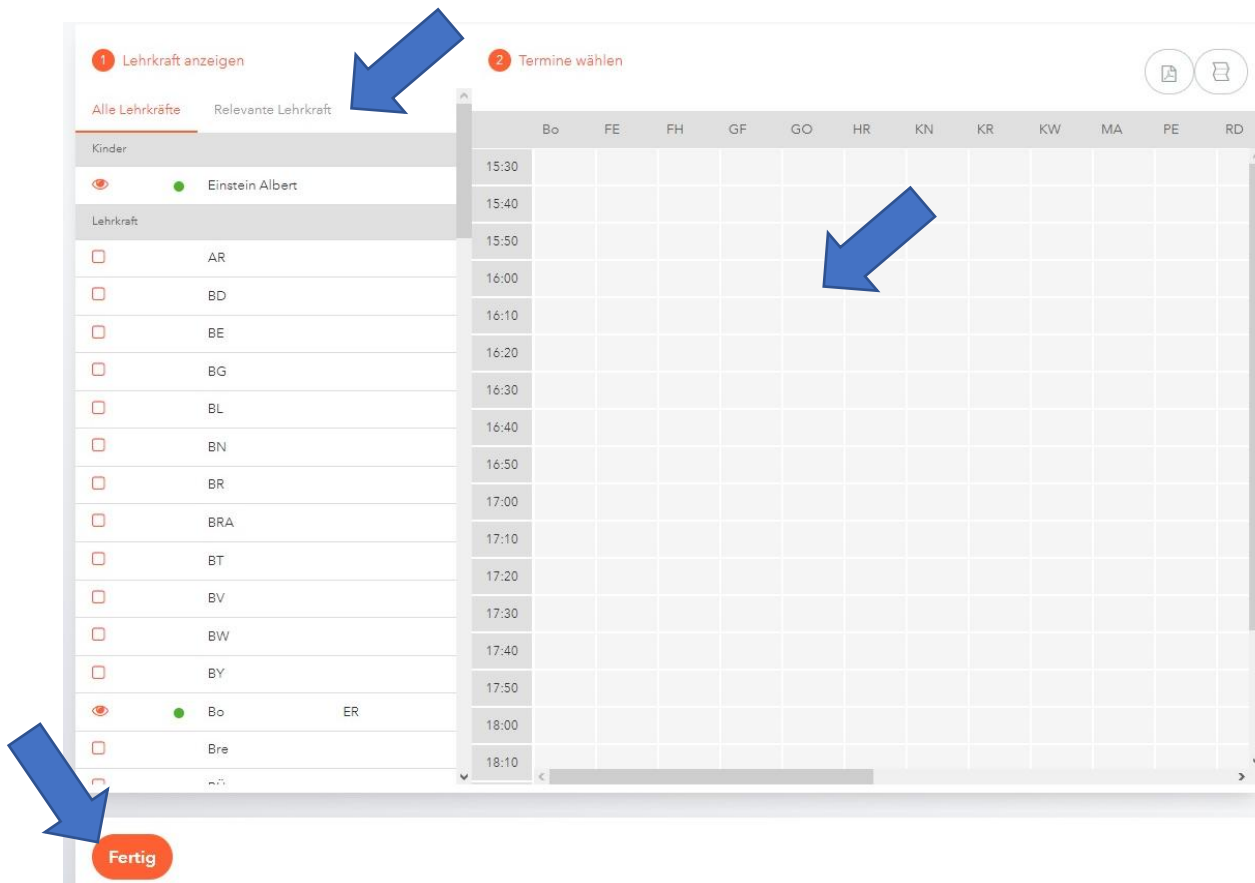 1 Lehrkraft anzeigen
Alle Lehrkräfte Relevante Lehrkraft
Kinder
Einstein Albert
Lehrkraft
AR
BD
BE
BG
BL
BN
BR
BRA
BT
BV
BW
BY
Bo ER
Bre
2 Termine wählen
Bo FE FH GF GO HR KN KR KW MA PE RD
15:30
15:40
15:50
16:00
16:10
16:20
16:30
16:40
16:50
17:00
17:10
17:20
17:30
17:40
17:50
18:00
18:10
Fertig